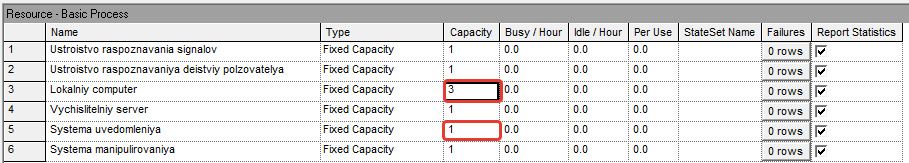 Resource - Basic Process
Name Type Capacity Busy / Hour Idle / Hour Per Use StateSet Name Failures Report Statistics
1 Ustroistvo raspoznavania signalov Fixed Capacity 1 0.0 0.0 0.0 0 rows
2 Ustroistvo raspoznavaniya deistviy polzovatelya Fixed Capacity 1 0.0 0.0 0.0 0 rows
3 Lokalniy computer Fixed Capacity 3 0.0 0.0 0.0 0 rows
4 Vychislitelniy server Fixed Capacity 1 0.0 0.0 0.0 0 rows
5 Systema uvedomleniya Fixed Capacity 1 0.0 0.0 0.0 0 rows
6 Systema manipulirovaniya Fixed Capacity 1 0.0 0.0 0.0 0 rows